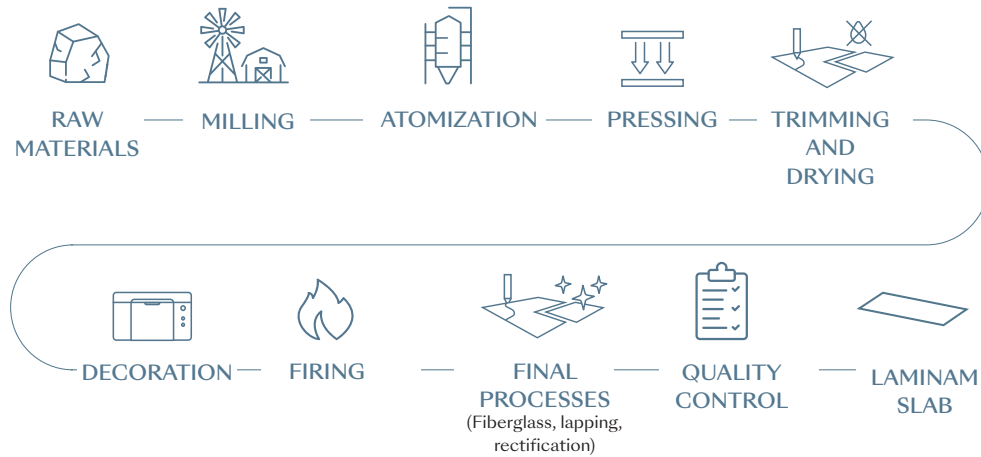 RAW
MATERIALS
MILLING
ATOMIZATION
PRESSING
TRIMMING
AND
DRYING
DECORATION
FIRING
FINAL
PROCESSES
(Fiberglass, lapping,
rectification)
QUALITY
CONTROL
LAMINAM
SLAB